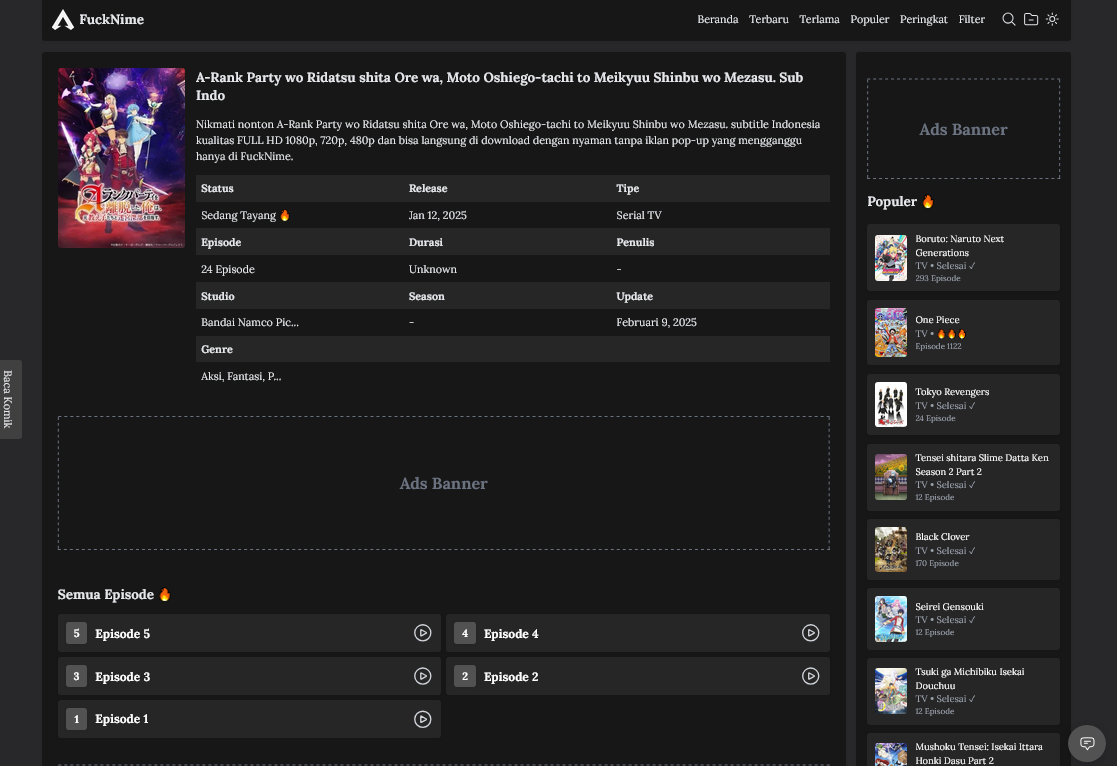 FuckNime
Beranda Terbaru Terlama Populer Peringkat Filter
A-Rank Party wo Ridatsu shita Ore wa, Moto Oshiego-tachi to Meikyuu Shinbu wo Mezasu. Sub
Indo
Nikmati nonton A-Rank Party wo Ridatsu shita Ore wa, Moto Oshiego-tachi to Meikyuu Shinbu wo Mezasu. subtitle Indonesia
kualitas FULL HD 1080p, 720p, 480p dan bisa langsung di download dengan nyaman tanpa iklan pop-up yang mengganggu
hanya di FuckNime.
Status Release Tipe
Sedang Tayang 🔥 Jan 12, 2025 Serial TV
Episode Durasi Penulis
24 Episode Unknown -
Studio Season Update
Bandai Namco Pic... - Februari 9, 2025
Genre
Aksi, Fantasi, P...
Baca Komik
Ads Banner
Semua Episode 🔥
5 Episode 5
4 Episode 4
3 Episode 3
2 Episode 2
1 Episode 1
Ads Banner
Populer 🔥
Boruto: Naruto Next
Generations
TV • Selesai ✓
293 Episode
One Piece
TV • 🔥🔥🔥
Episode 1122
Tokyo Revengers
TV • Selesai ✓
24 Episode
Tensei shitara Slime Datta Ken
Season 2 Part 2
TV • Selesai ✓
12 Episode
Black Clover
TV • Selesai ✓
170 Episode
Seirei Gensouki
TV • Selesai ✓
12 Episode
Tsuki ga Michibiku Isekai
Douchuu
TV • Selesai ✓
12 Episode
Mushoku Tensei: Isekai Ittara
Honki Dasu Part 2